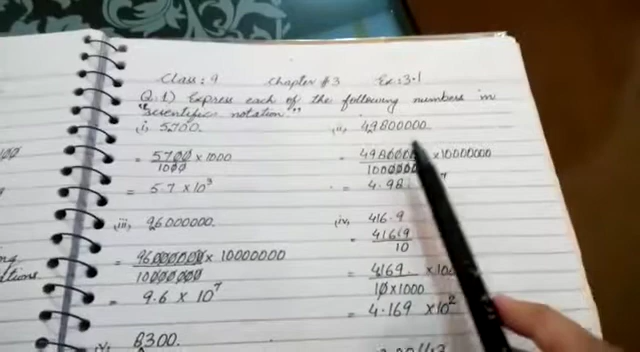 Class: 9 Chapter #3 Ex: 3.1
Q.1) Express each of the following numbers in
"scientific notation."
i, 5700.
= 5700 × 1000
1000
= 5.7 × 10³
ii, 49800000.
× 10000000
= 4.98
iii, 96000000.
= 96000000 × 10000000
10000000
= 9.6 × 10⁷
iv, 416.9
= 4169
10
= 4169
10 × 1000
= 4.169 × 10²
8300.